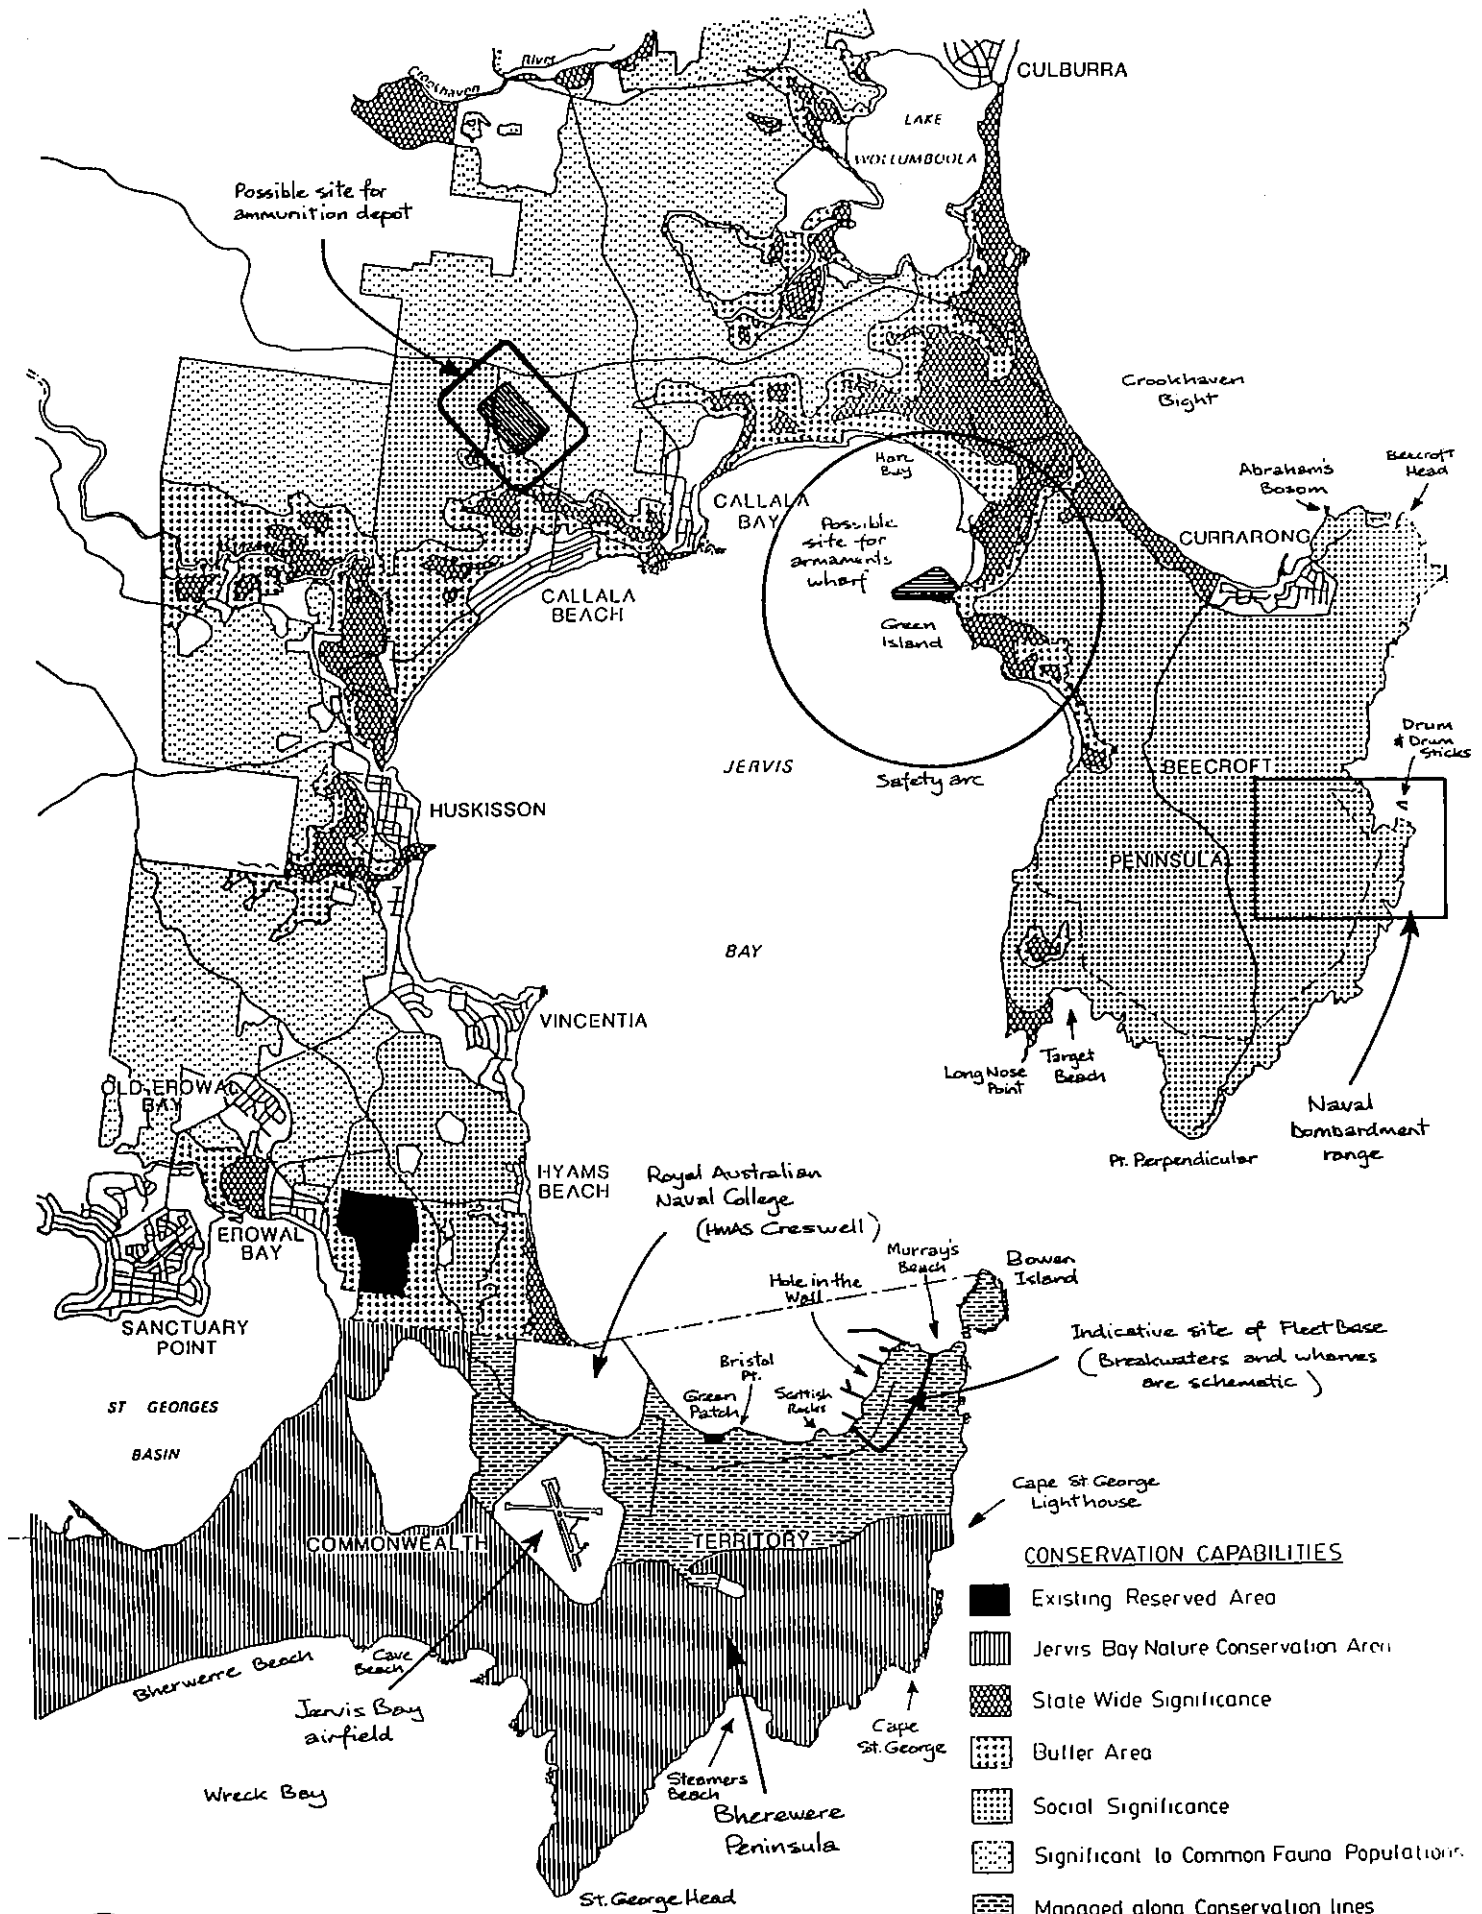 River
Crookhaven
CULBURRA
LAKE
WOLLUMBOOLA
Possible site for
ammunition depot
Crookhaven
Bight
Beecroft
Head
Abraham's
Bosom
CURRARONG
Hare
Bay
CALLALA
BAY
Possible
site for
armaments
wharf
Green
Island
CALLALA
BEACH
Drum
& Drum
Sticks
JERVIS
BEECROFT
Safety arc
HUSKISSON
PENINSULA
BAY
VINCENTIA
Long Nose
Point
Target
Beach
OLD EROWAL
BAY
Naval
bombardment
range
Pt. Perpendicular
HYAMS
BEACH
Royal Australian
Naval College
(HMAS Creswell)
EROWAL
BAY
Murray's
Beach
Bowen
Island
Hole in the
Wall
SANCTUARY
POINT
Indicative site of Fleet Base
(Breakwaters and wharves
are schematic)
Bristol
Pt.
Green
Patch
Scottish
Rocks
ST GEORGES
BASIN
Cape St. George
Lighthouse
COMMONWEALTH
TERRITORY
CONSERVATION CAPABILITIES
Existing Reserved Area
Jervis Bay Nature Conservation Area
State Wide Significance
Buffer Area
Social Significance
Significant to Common Fauna Populations
Managed along Conservation lines
Bherwerre Beach
Cave
Beach
Jervis Bay
airfield
Cape
St. George
Steamers
Beach
Wreck Bay
Bherewere
Peninsula
St. George Head